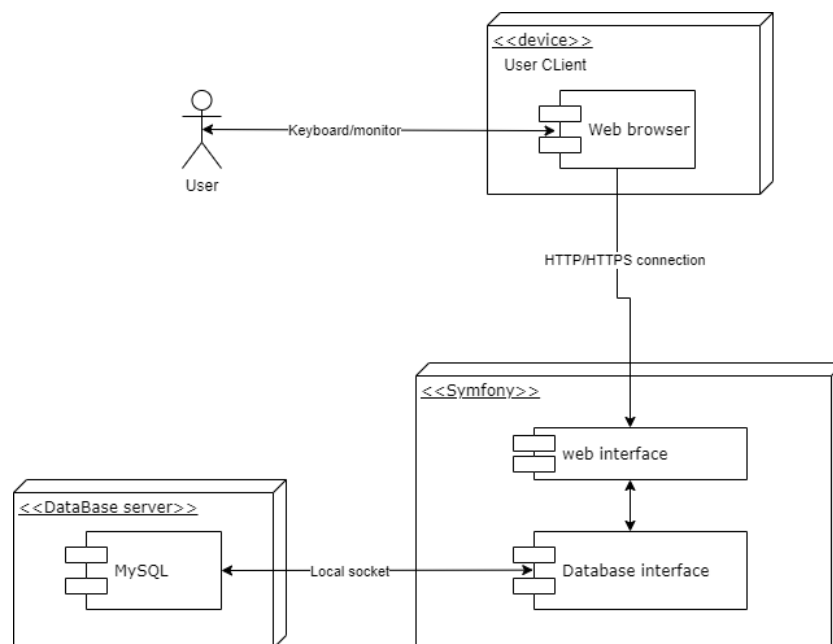 <<device>>
User CLient
Web browser
Keyboard/monitor
User
HTTP/HTTPS connection
<<Symfony>>
web interface
<<DataBase server>>
MySQL
Local socket
Database interface